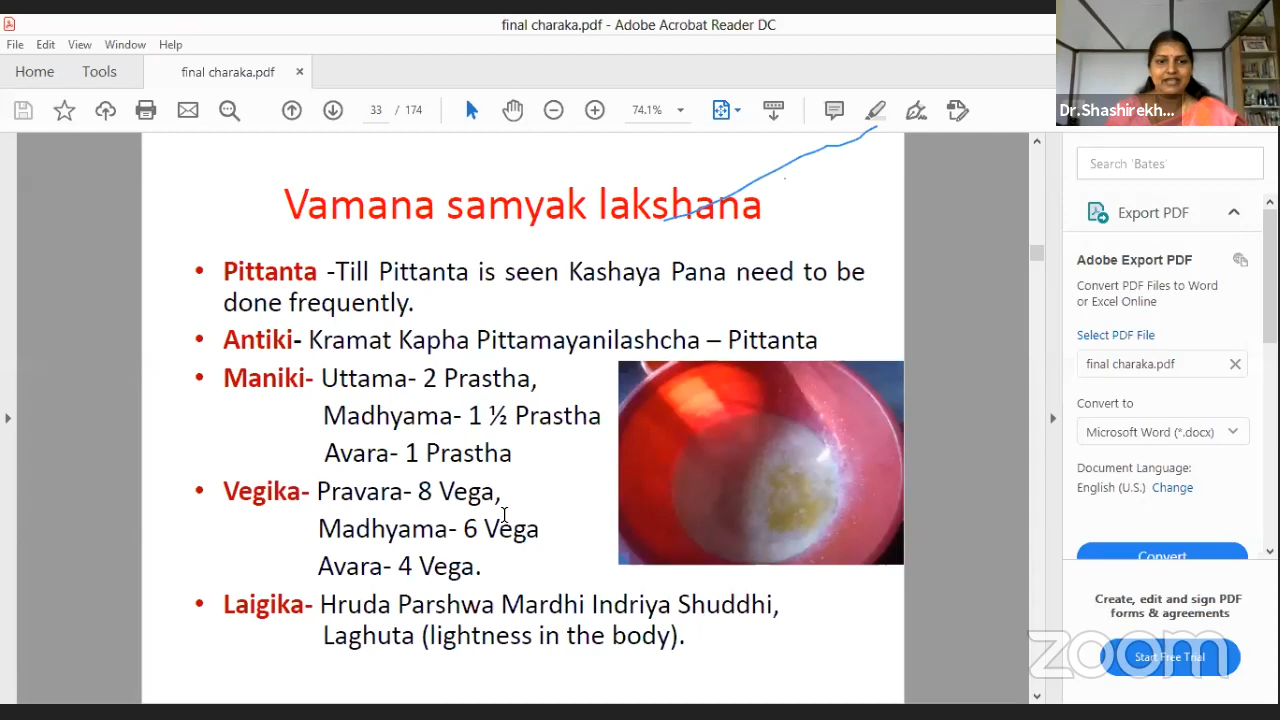 final charaka.pdf - Adobe Acrobat Reader DC
File Edit View Window Help
Home Tools final charaka.pdf ×
33 / 174 74.1%
Dr.Shashirekh...
Vamana samyak lakshana
• Pittanta -Till Pittanta is seen Kashaya Pana need to be
done frequently.
• Antiki- Kramat Kapha Pittamayanilashcha – Pittanta
• Maniki- Uttama- 2 Prastha,
Madhyama- 1 ½ Prastha
Avara- 1 Prastha
• Vegika- Pravara- 8 Vega,
Madhyama- 6 Vega
Avara- 4 Vega.
• Laigika- Hruda Parshwa Mardhi Indriya Shuddhi,
Laghuta (lightness in the body).
Search 'Bates'
Export PDF
Adobe Export PDF
Convert PDF Files to Word
or Excel Online
Select PDF File
final charaka.pdf
Convert to
Microsoft Word (*.docx)
Document Language:
English (U.S.) Change
Convert
Create, edit and sign PDF
forms & agreements
Start Free Trial
zoom